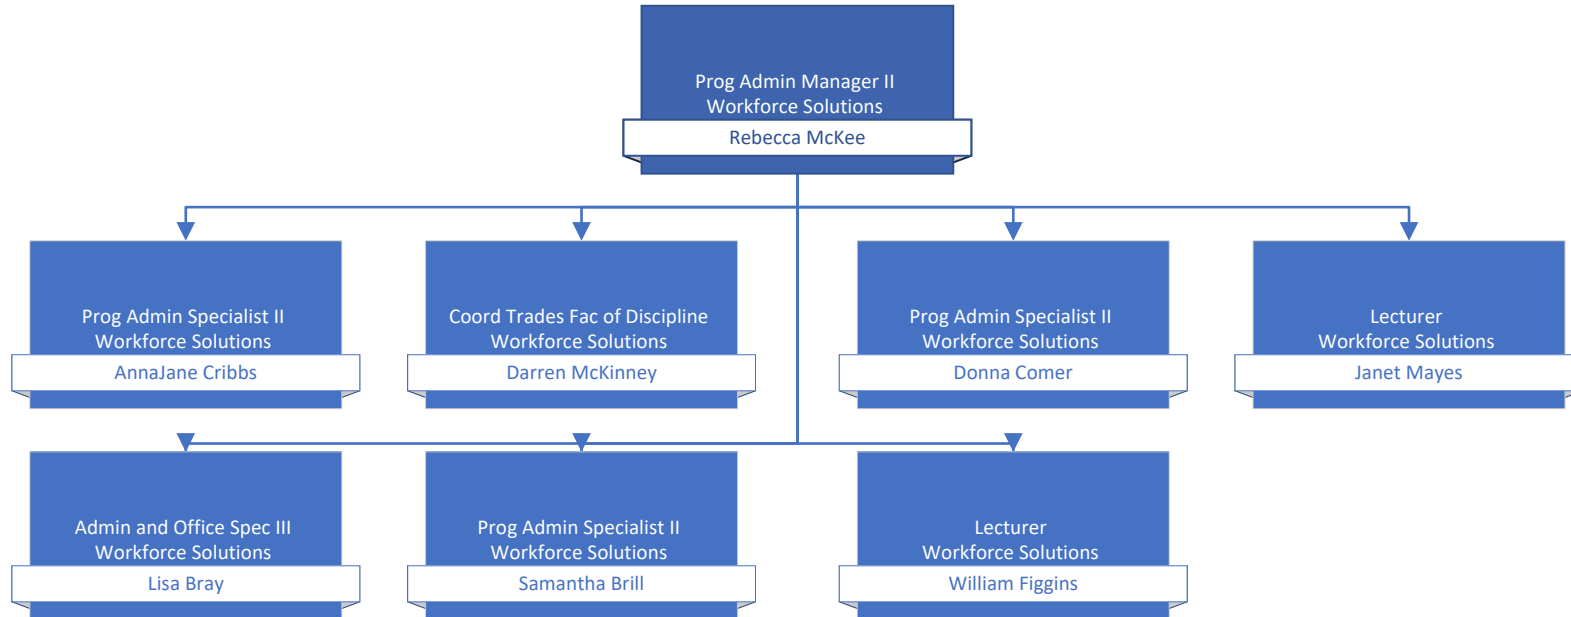 Prog Admin Manager II
Workforce Solutions
Rebecca McKee
Prog Admin Specialist II
Workforce Solutions
AnnaJane Cribbs
Coord Trades Fac of Discipline
Workforce Solutions
Darren McKinney
Prog Admin Specialist II
Workforce Solutions
Donna Comer
Lecturer
Workforce Solutions
Janet Mayes
Admin and Office Spec III
Workforce Solutions
Lisa Bray
Prog Admin Specialist II
Workforce Solutions
Samantha Brill
Lecturer
Workforce Solutions
William Figgins